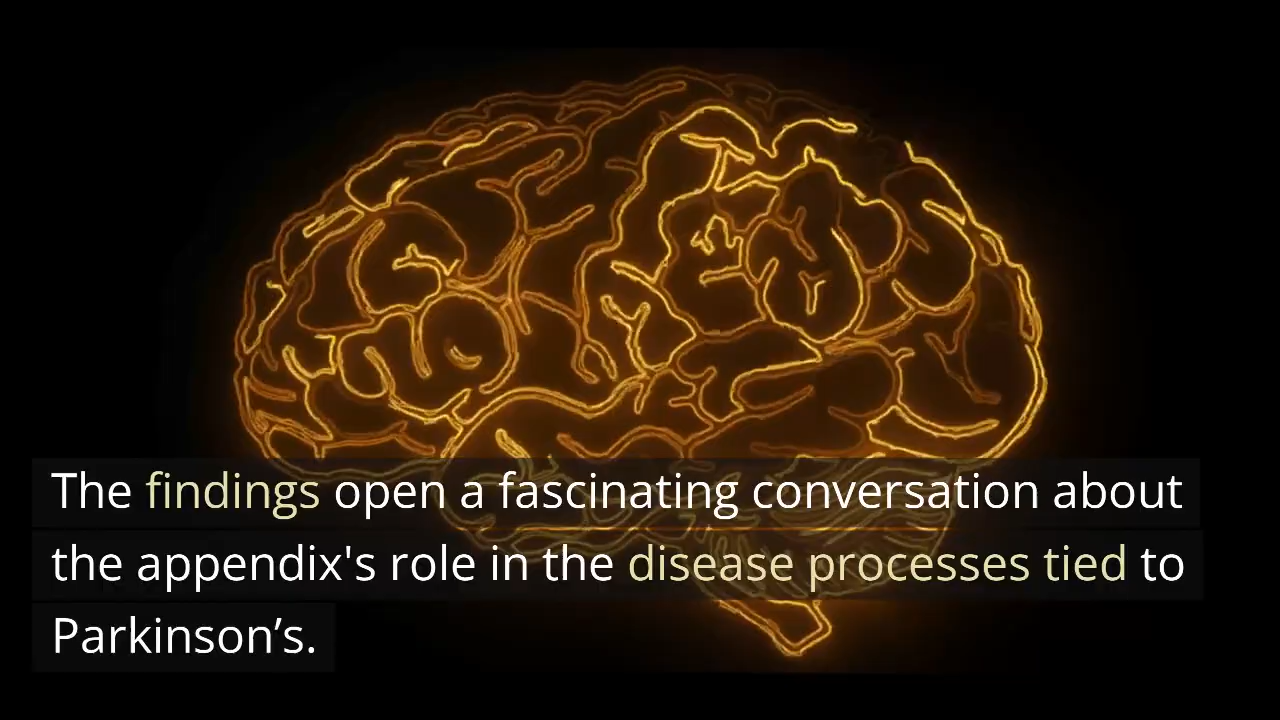 The findings open a fascinating conversation about
the appendix's role in the disease processes tied to
Parkinson’s.